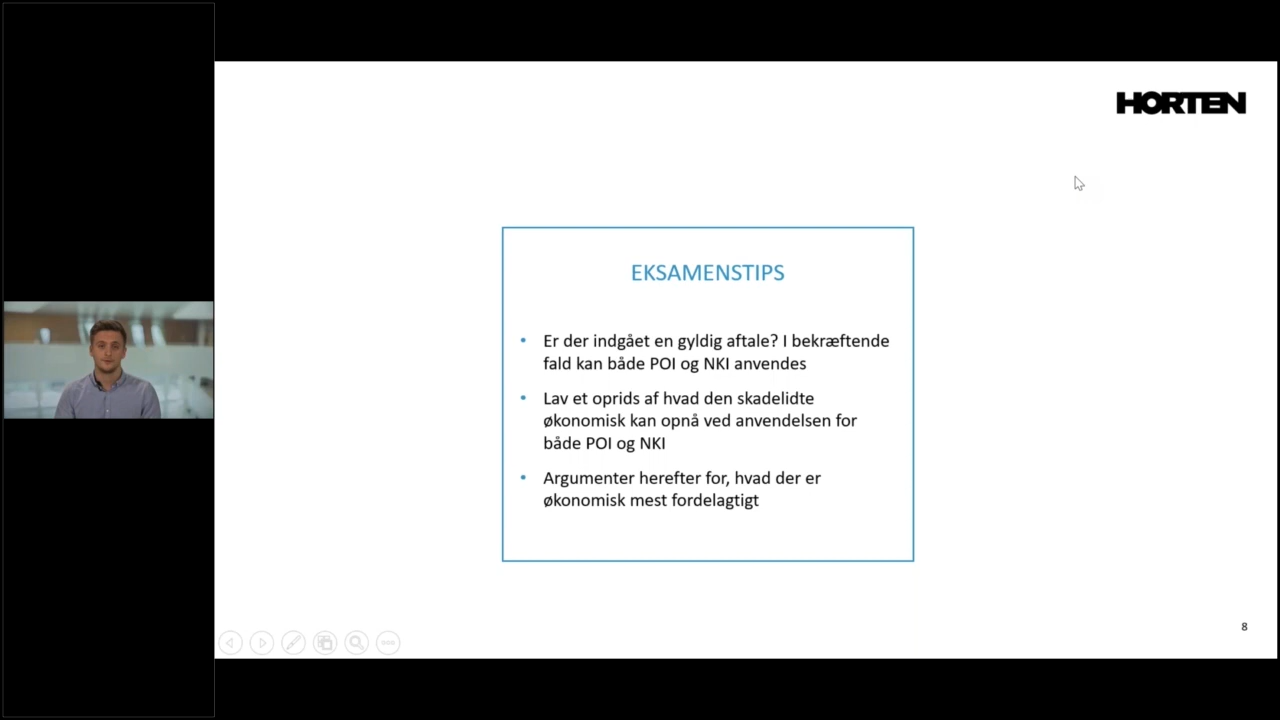 HORTEN
EKSAMENSTIPS
• Er der indgået en gyldig aftale? I bekræftende
fald kan både POI og NKI anvendes
• Lav et oprids af hvad den skadelidte
økonomisk kan opnå ved anvendelsen for
både POI og NKI
• Argumenter herefter for, hvad der er
økonomisk mest fordelagtigt
8